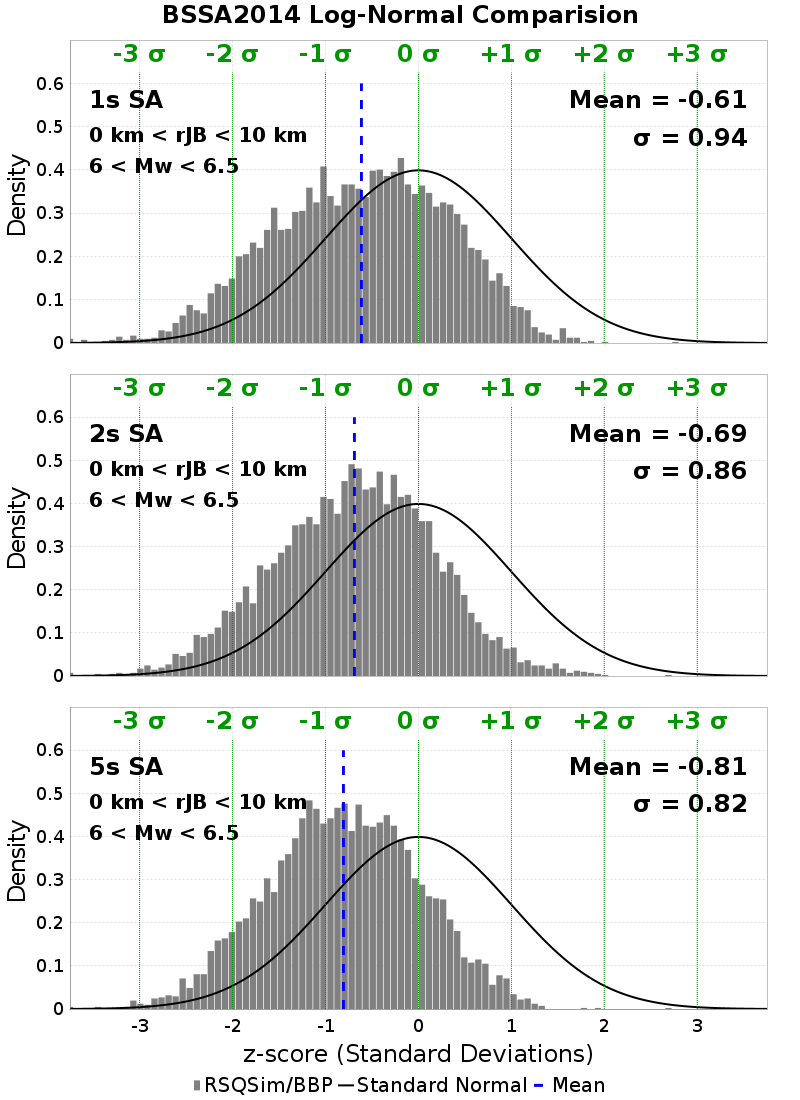 BSSA2014 Log-Normal Comparision
-3 σ -2 σ -1 σ 0 σ +1 σ +2 σ +3 σ
1s SA
0 km < rJB < 10 km
6 < Mw < 6.5
Mean = -0.61
σ = 0.94
Density
0.6
0.5
0.4
0.3
0.2
0.1
0
-3 σ -2 σ -1 σ 0 σ +1 σ +2 σ +3 σ
2s SA
0 km < rJB < 10 km
6 < Mw < 6.5
Mean = -0.69
σ = 0.86
Density
0.6
0.5
0.4
0.3
0.2
0.1
0
-3 σ -2 σ -1 σ 0 σ +1 σ +2 σ +3 σ
5s SA
0 km < rJB < 10 km
6 < Mw < 6.5
Mean = -0.81
σ = 0.82
Density
0.6
0.5
0.4
0.3
0.2
0.1
0
-3 -2 -1 0 1 2 3
z-score (Standard Deviations)
RSQSim/BBP Standard Normal Mean